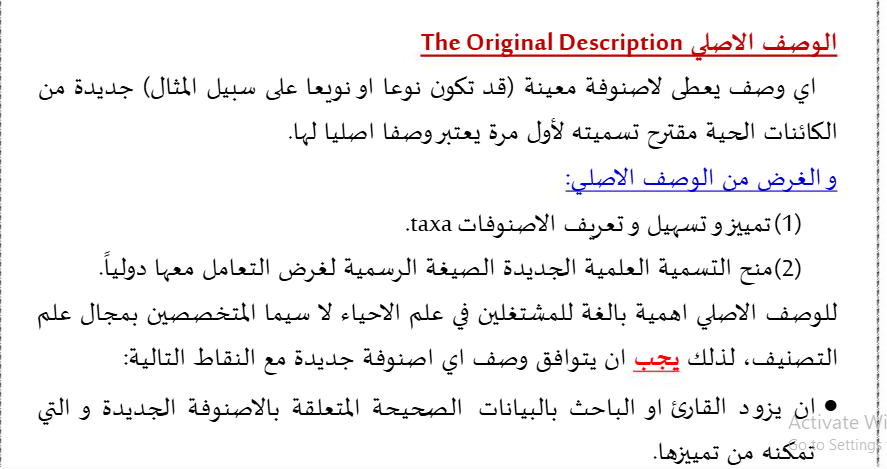 الوصف الاصلي The Original Description
اي وصف يعطى لاصنوفة معينة (قد تكون نوعا او نويعا على سبيل المثال) جديدة من
الكائنات الحية مقترح تسميته لأول مرة يعتبر وصفا اصليا لها.
والغرض من الوصف الاصلي:
(1) تمييز و تسهيل و تعريف الاصنوفات taxa.
(2) منح التسمية العلمية الجديدة الصيغة الرسمية لغرض التعامل معها دولياً.
للوصف الاصلي اهمية بالغة للمشتغلين في علم الاحياء لا سيما المتخصصين بمجال علم
التصنيف، لذلك يجب ان يتوافق وصف اي اصنوفة جديدة مع النقاط التالية:
● ان يزود القارئ او الباحث بالبيانات الصحيحة المتعلقة بالاصنوفة الجديدة و التي
تمكنه من تمييزها.
Activate Wi
Go to Settings